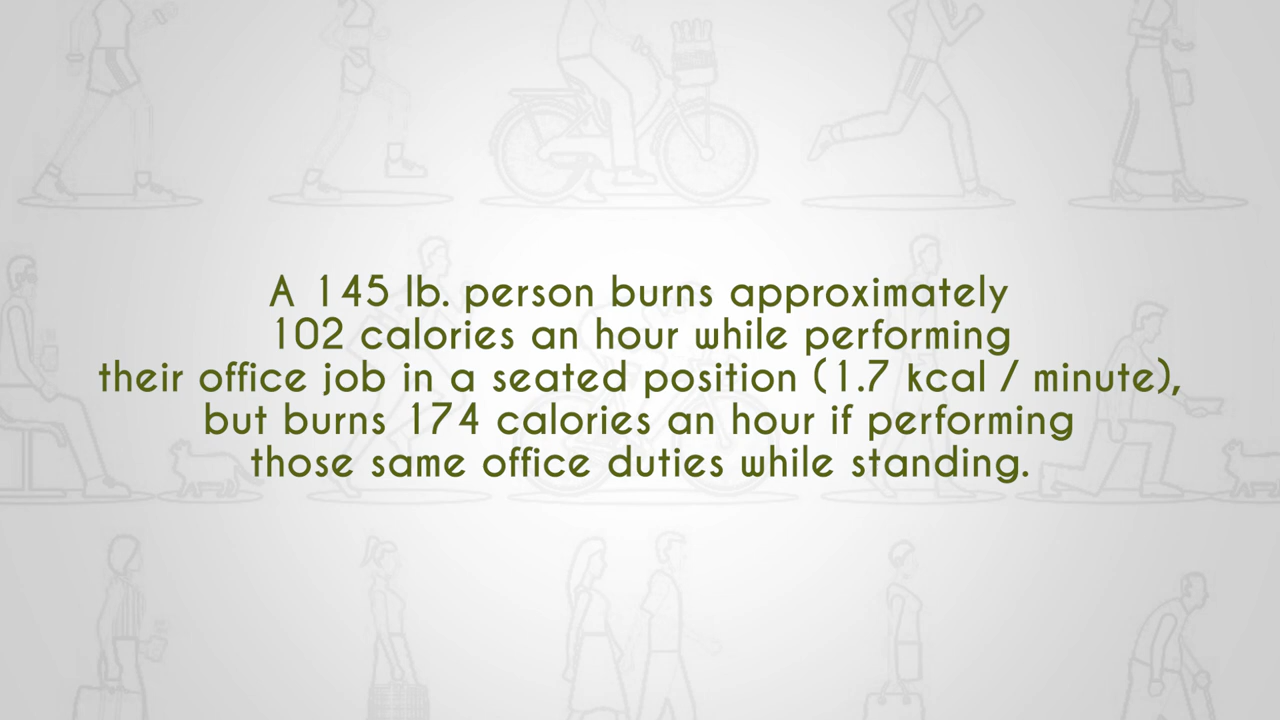 A 145 lb. person burns approximately
102 calories an hour while performing
their office job in a seated position (1.7 kcal / minute),
but burns 174 calories an hour if performing
those same office duties while standing.